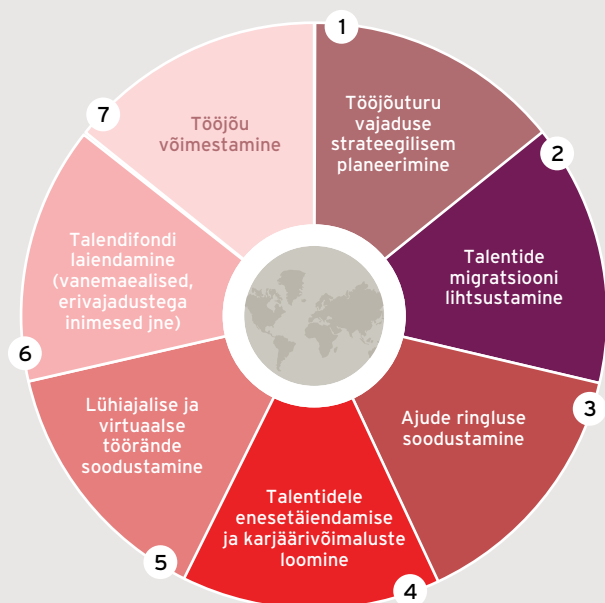 1
Tööjõuturu
vajaduse
strateegilisem
planeerimine
2
Talentide
migratsiooni
lihtsustamine
3
Ajude ringluse
soodustamine
4
Talentidele
enesetäiendamise
ja karjäärivõimaluste
loomine
5
Lühiajalise ja
virtuaalse
töörände
soodustamine
6
Talendifondi
laiendamine
(vanemaealised,
erivajadustega
inimesed jne)
7
Tööjõu
võimestamine